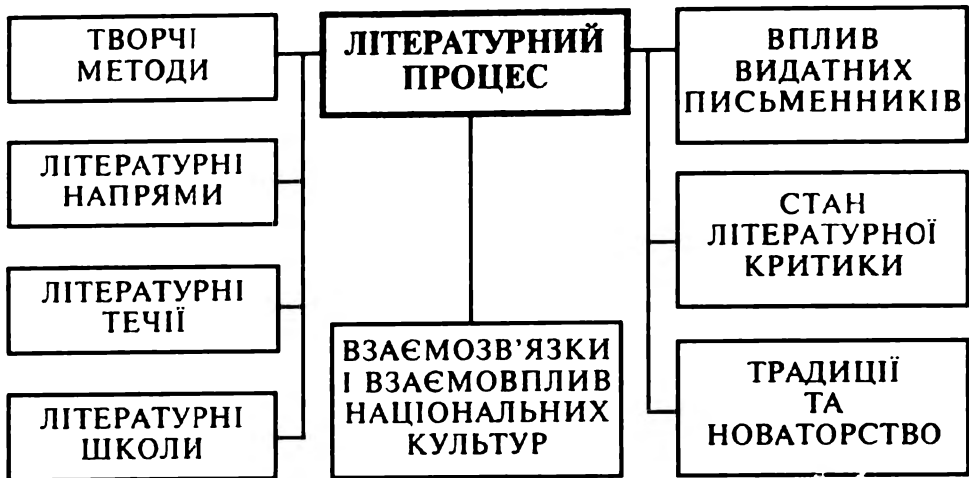 ЛІТЕРАТУРНИЙ
ПРОЦЕС
ТВОРЧІ
МЕТОДИ
ЛІТЕРАТУРНІ
НАПРЯМИ
ЛІТЕРАТУРНІ
ТЕЧІЇ
ЛІТЕРАТУРНІ
ШКОЛИ
ВЗАЄМОЗВ'ЯЗКИ
І ВЗАЄМОВПЛИВ
НАЦІОНАЛЬНИХ
КУЛЬТУР
ВПЛИВ
ВИДАТНИХ
ПИСЬМЕННИКІВ
СТАН
ЛІТЕРАТУРНОЇ
КРИТИКИ
ТРАДИЦІЇ
ТА
НОВАТОРСТВО